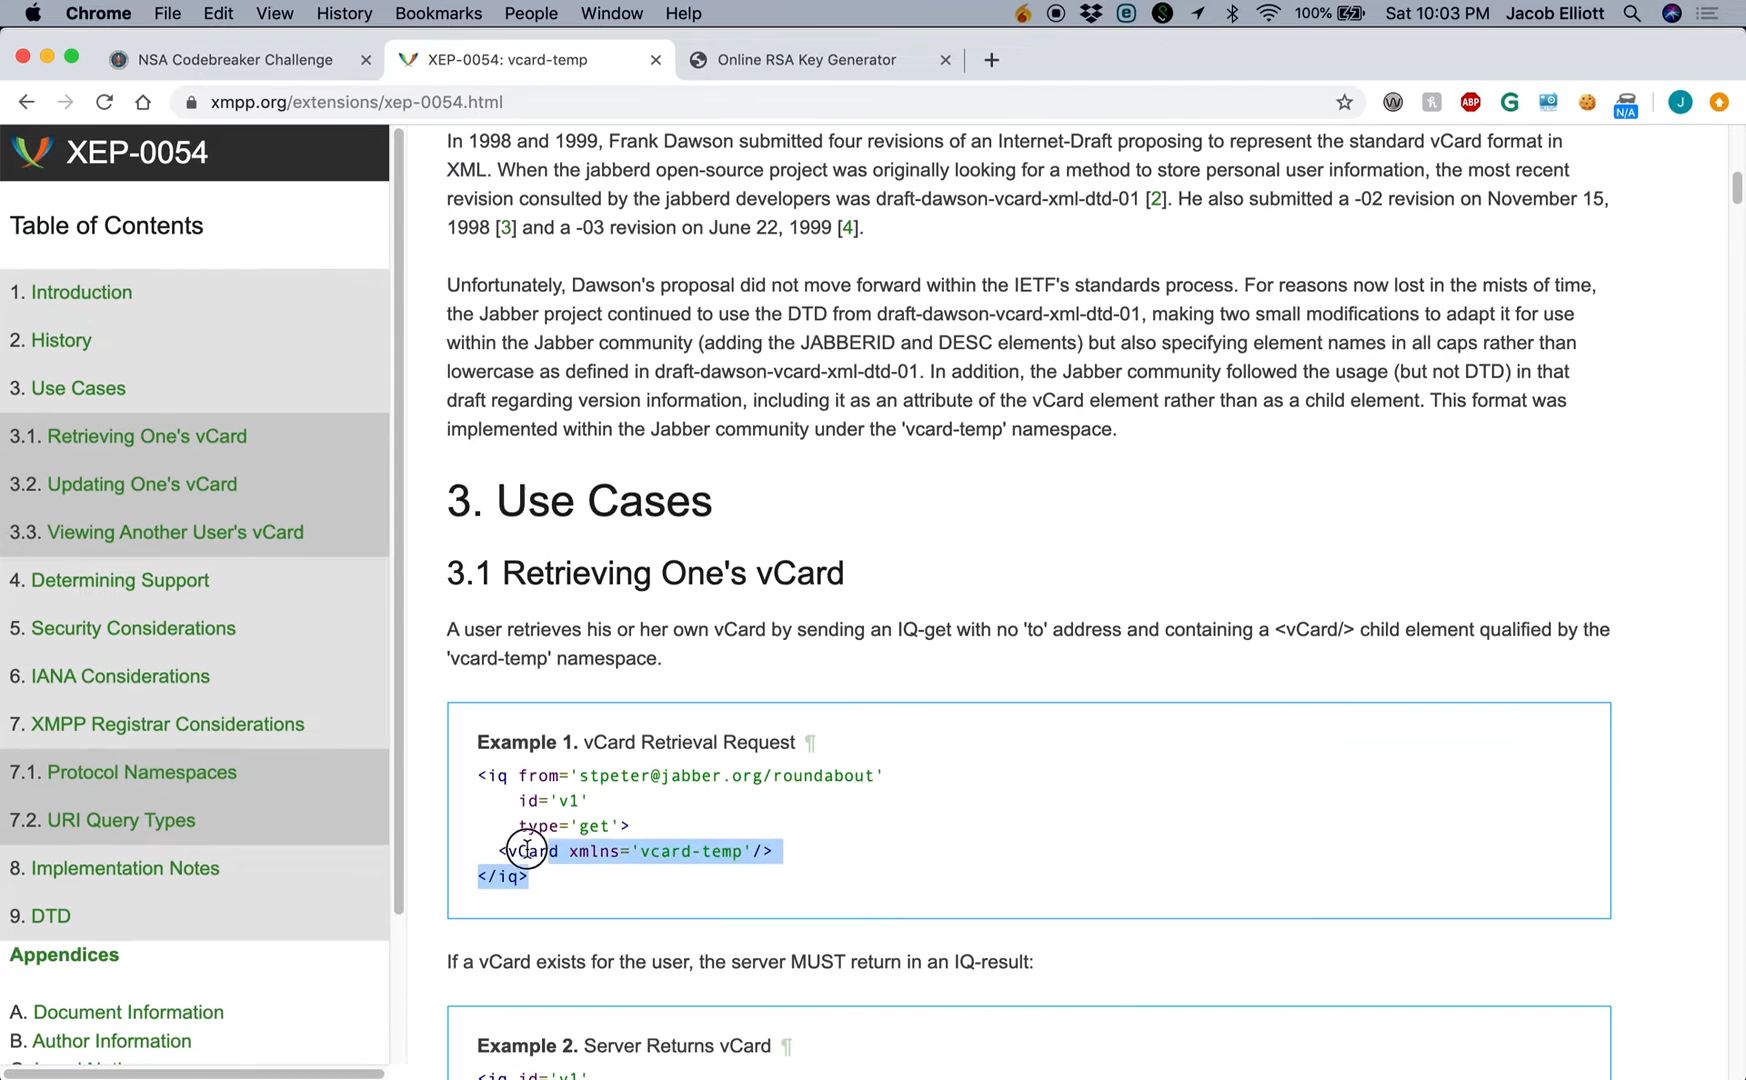 Chrome File Edit View History Bookmarks People Window Help 100% Sat 10:03 PM Jacob Elliott
NSA Codebreaker Challenge
XEP-0054: vcard-temp
Online RSA Key Generator
xmpp.org/extensions/xep-0054.html
ABP
N/A
J
XEP-0054
Table of Contents
1. Introduction
2. History
3. Use Cases
3.1. Retrieving One's vCard
3.2. Updating One's vCard
3.3. Viewing Another User's vCard
4. Determining Support
5. Security Considerations
6. IANA Considerations
7. XMPP Registrar Considerations
7.1. Protocol Namespaces
7.2. URI Query Types
8. Implementation Notes
9. DTD
Appendices
A. Document Information
B. Author Information
In 1998 and 1999, Frank Dawson submitted four revisions of an Internet-Draft proposing to represent the standard vCard format in
XML. When the jabberd open-source project was originally looking for a method to store personal user information, the most recent
revision consulted by the jabberd developers was draft-dawson-vcard-xml-dtd-01 [2]. He also submitted a -02 revision on November 15,
1998 [3] and a -03 revision on June 22, 1999 [4].
Unfortunately, Dawson's proposal did not move forward within the IETF's standards process. For reasons now lost in the mists of time,
the Jabber project continued to use the DTD from draft-dawson-vcard-xml-dtd-01, making two small modifications to adapt it for use
within the Jabber community (adding the JABBERID and DESC elements) but also specifying element names in all caps rather than
lowercase as defined in draft-dawson-vcard-xml-dtd-01. In addition, the Jabber community followed the usage (but not DTD) in that
draft regarding version information, including it as an attribute of the vCard element rather than as a child element. This format was
implemented within the Jabber community under the 'vcard-temp' namespace.
3. Use Cases
3.1 Retrieving One's vCard
A user retrieves his or her own vCard by sending an IQ-get with no 'to' address and containing a <vCard/> child element qualified by the
'vcard-temp' namespace.
Example 1. vCard Retrieval Request ¶
<iq from='stpeter@jabber.org/roundabout'
id='v1'
type='get'>
<vCard xmlns='vcard-temp'/>
</iq>
If a vCard exists for the user, the server MUST return in an IQ-result:
Example 2. Server Returns vCard ¶
<iq id='v1'